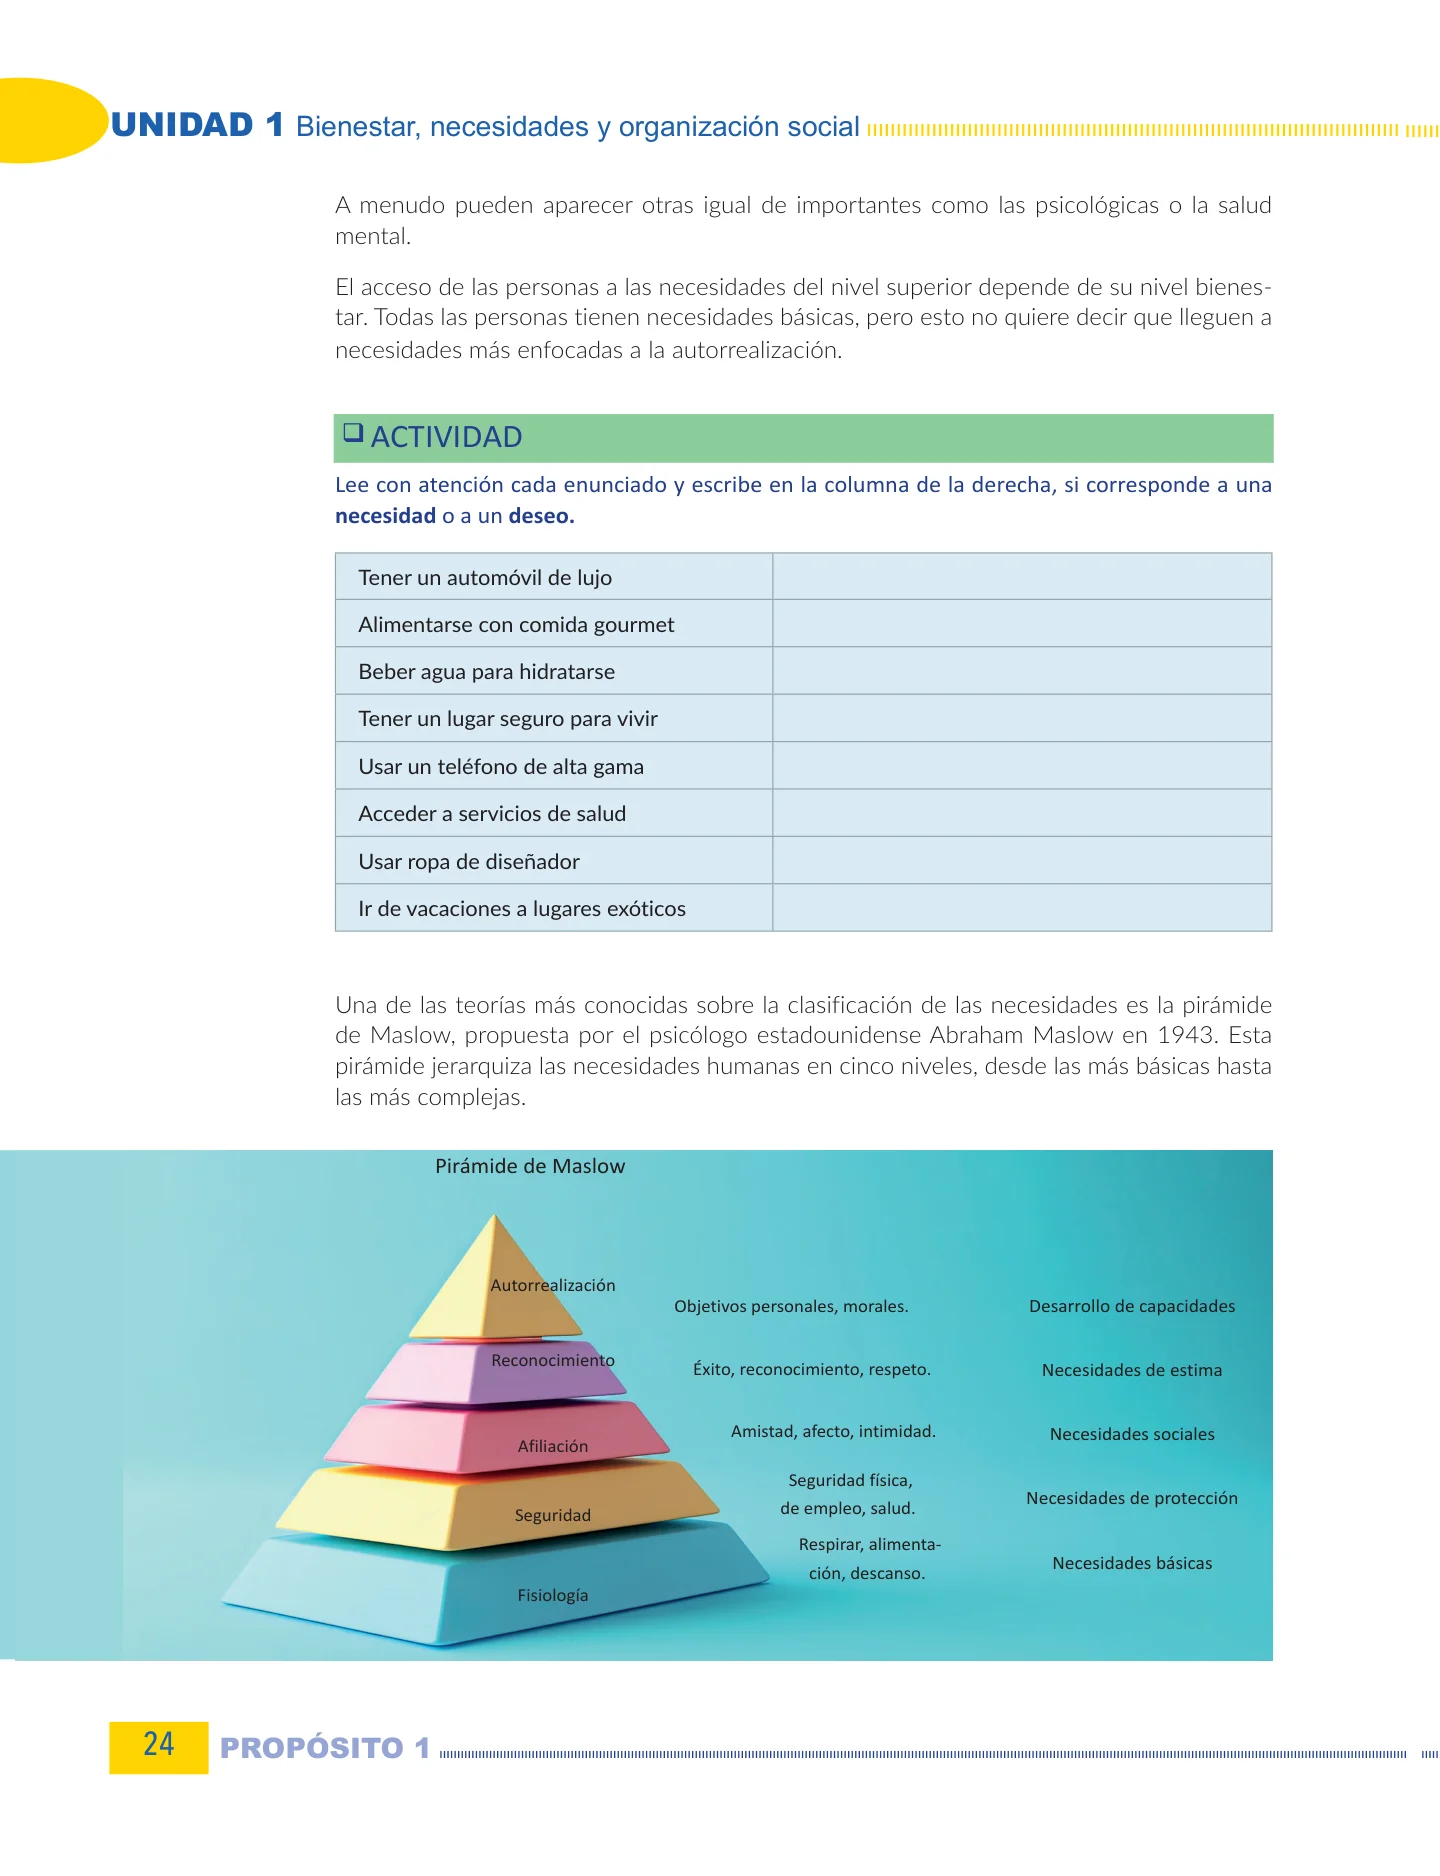 UNIDAD 1 Bienestar, necesidades y organización social
A menudo pueden aparecer otras igual de importantes como las psicológicas o la salud
mental.
El acceso de las personas a las necesidades del nivel superior depende de su nivel bienes-
tar. Todas las personas tienen necesidades básicas, pero esto no quiere decir que lleguen a
necesidades más enfocadas a la autorrealización.
❑ ACTIVIDAD
Lee con atención cada enunciado y escribe en la columna de la derecha, si corresponde a una
necesidad o a un deseo.
Tener un automóvil de lujo
Alimentarse con comida gourmet
Beber agua para hidratarse
Tener un lugar seguro para vivir
Usar un teléfono de alta gama
Acceder a servicios de salud
Usar ropa de diseñador
Ir de vacaciones a lugares exóticos
Una de las teorías más conocidas sobre la clasificación de las necesidades es la pirámide
de Maslow, propuesta por el psicólogo estadounidense Abraham Maslow en 1943. Esta
pirámide jerarquiza las necesidades humanas en cinco niveles, desde las más básicas hasta
las más complejas.
Pirámide de Maslow
Autorrealización
Objetivos personales, morales.
Desarrollo de capacidades
Reconocimiento
Éxito, reconocimiento, respeto.
Necesidades de estima
Afiliación
Amistad, afecto, intimidad.
Necesidades sociales
Seguridad
Seguridad física,
de empleo, salud.
Necesidades de protección
Fisiología
Respirar, alimenta-
ción, descanso.
Necesidades básicas
24 PROPÓSITO 1